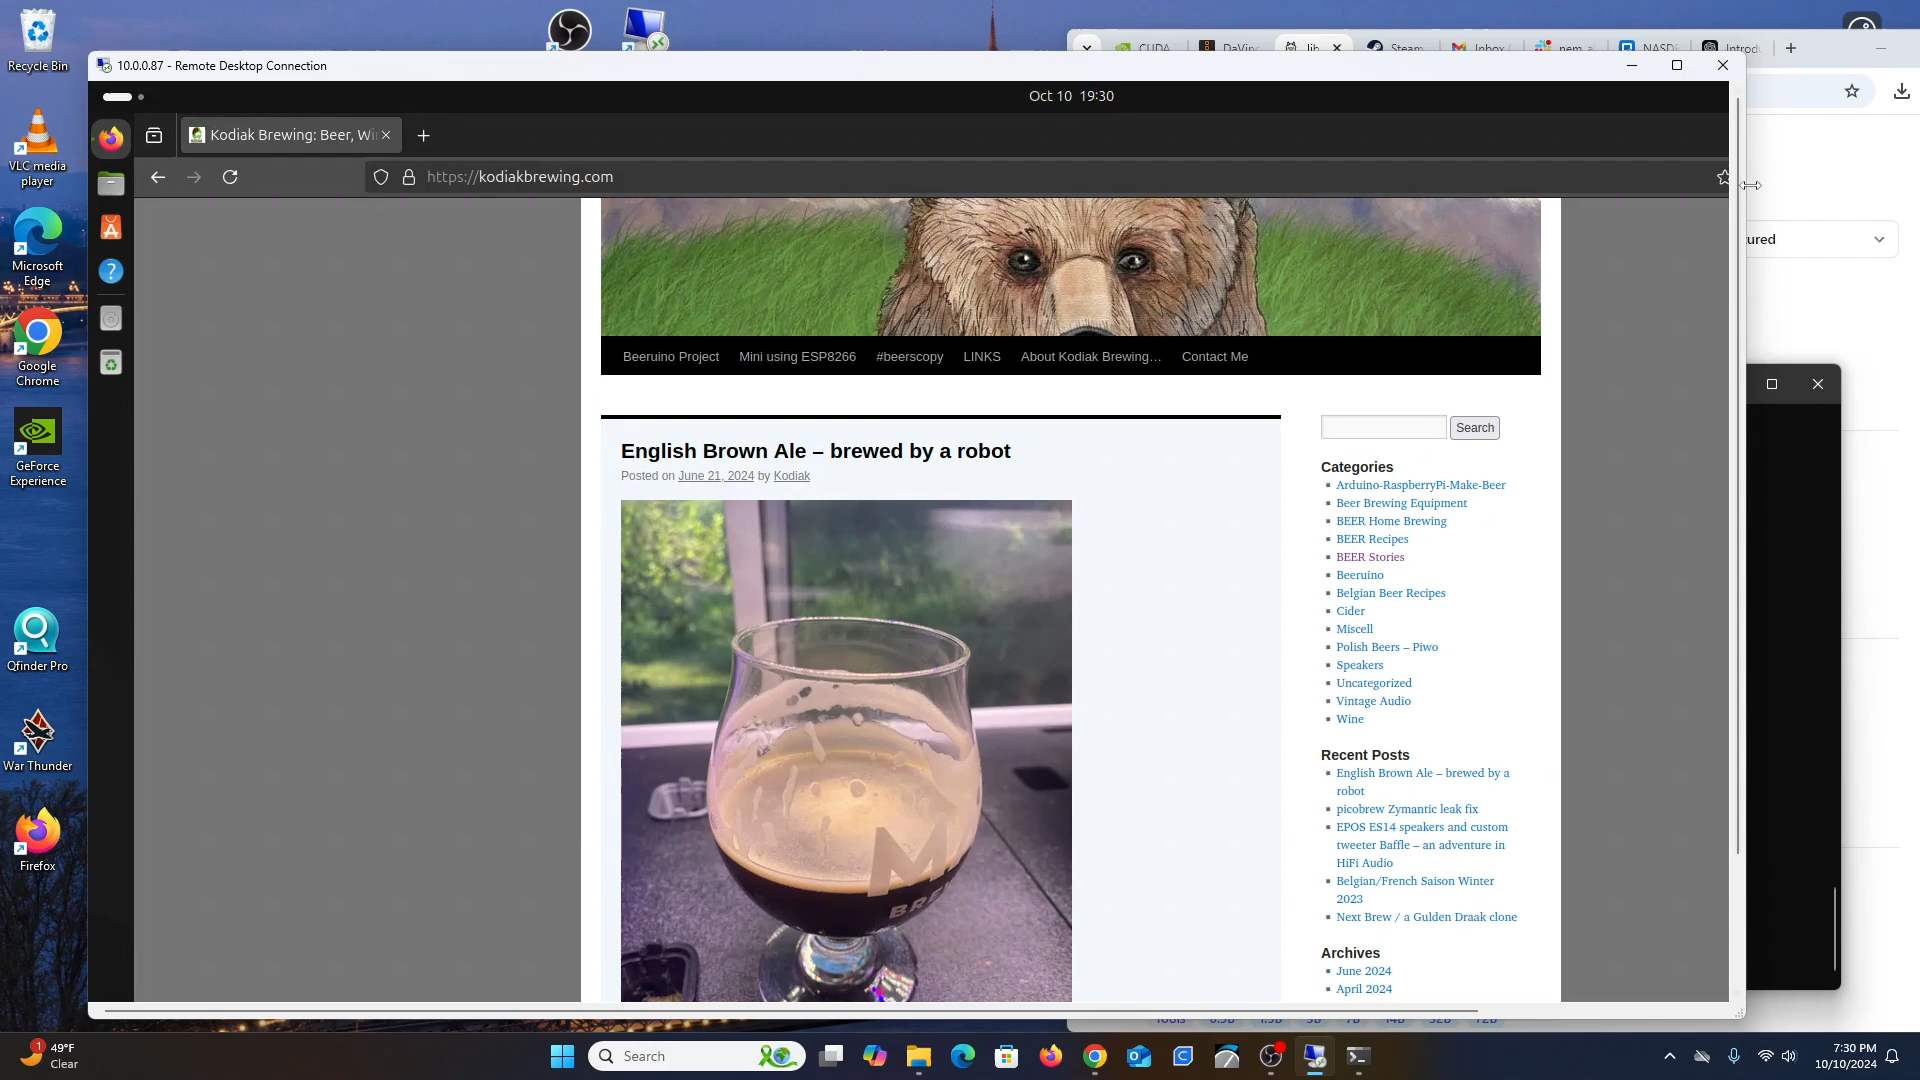 Recycle Bin
VLC media
player
Microsoft
Edge
Google
Chrome
GeForce
Experience
Qfinder Pro
War Thunder
Firefox
CUDA
DaVinc
lib
Steam
Inbox
nem
NASD
Introdu
10.0.0.87 - Remote Desktop Connection
Oct 10 19:30
Kodiak Brewing: Beer, Wi
https://kodiakbrewing.com
ured
Beeruino Project
Mini using ESP8266
#beerscopy
LINKS
About Kodiak Brewing…
Contact Me
English Brown Ale – brewed by a robot
Posted on June 21, 2024 by Kodiak
M
BRE
Search
Categories
Arduino-RaspberryPi-Make-Beer
Beer Brewing Equipment
BEER Home Brewing
BEER Recipes
BEER Stories
Beeruino
Belgian Beer Recipes
Cider
Miscell
Polish Beers – Piwo
Speakers
Uncategorized
Vintage Audio
Wine
Recent Posts
English Brown Ale – brewed by a
robot
picobrew Zymantic leak fix
EPOS ES14 speakers and custom
tweeter Baffle – an adventure in
HiFi Audio
Belgian/French Saison Winter
2023
Next Brew / a Gulden Draak clone
Archives
June 2024
April 2024
1
49°F
Clear
Search
7:30 PM
10/10/2024